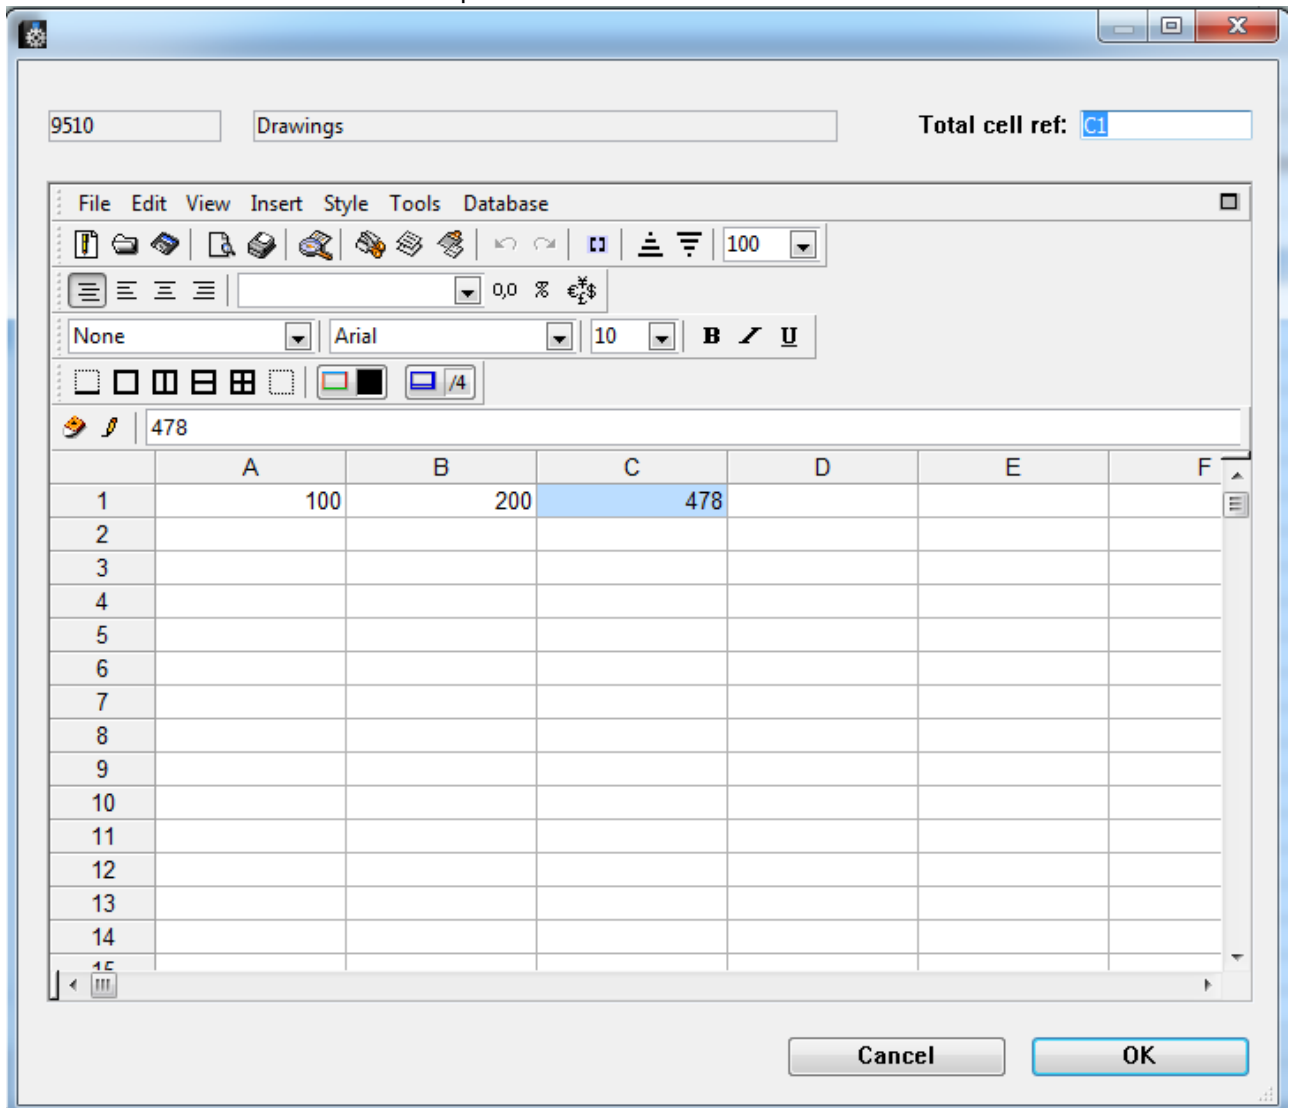 9510 Drawings Total cell ref: C1
File Edit View Insert Style Tools Database
100
0,0 % €¥£$
None Arial 10 B I U
/4
478
A B C D E F
1 100 200 478
2
3
4
5
6
7
8
9
10
11
12
13
14
15
Cancel OK